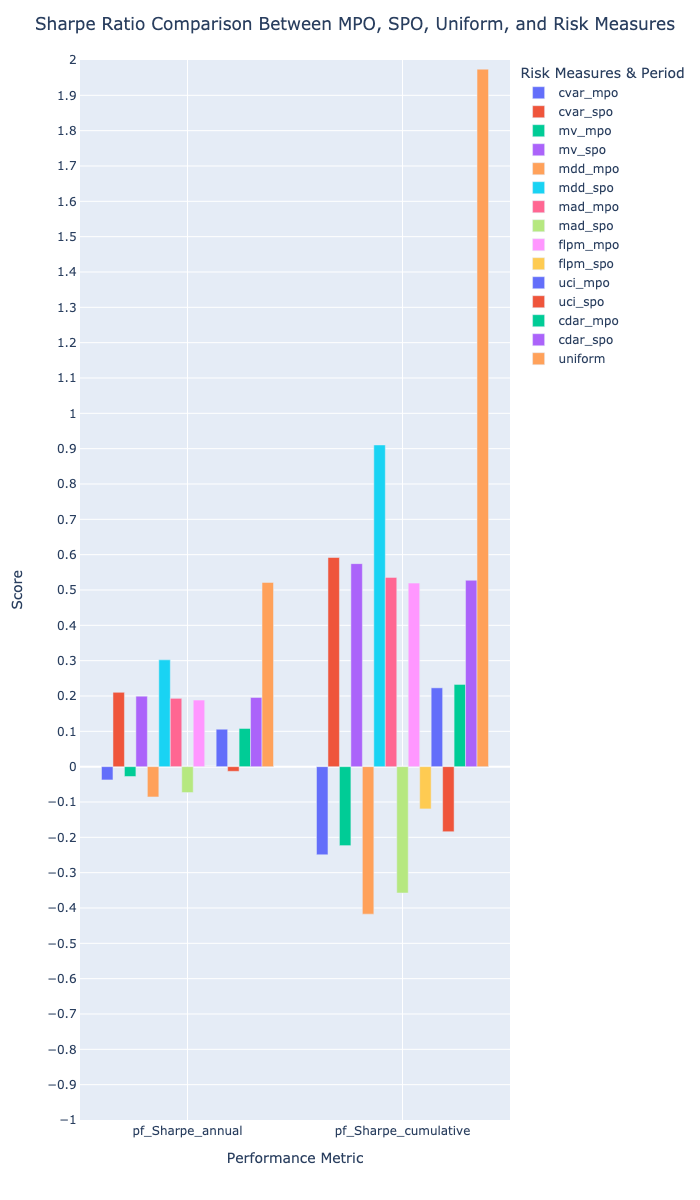 Sharpe Ratio Comparison Between MPO, SPO, Uniform, and Risk Measures
Risk Measures & Period
cvar_mpo
cvar_spo
mv_mpo
mv_spo
mdd_mpo
mdd_spo
mad_mpo
mad_spo
flpm_mpo
flpm_spo
uci_mpo
uci_spo
cdar_mpo
cdar_spo
uniform
2
1.9
1.8
1.7
1.6
1.5
1.4
1.3
1.2
1.1
1
0.9
0.8
0.7
0.6
0.5
0.4
0.3
0.2
0.1
0
−0.1
−0.2
−0.3
−0.4
−0.5
−0.6
−0.7
−0.8
−0.9
−1
Score
pf_Sharpe_annual
pf_Sharpe_cumulative
Performance Metric